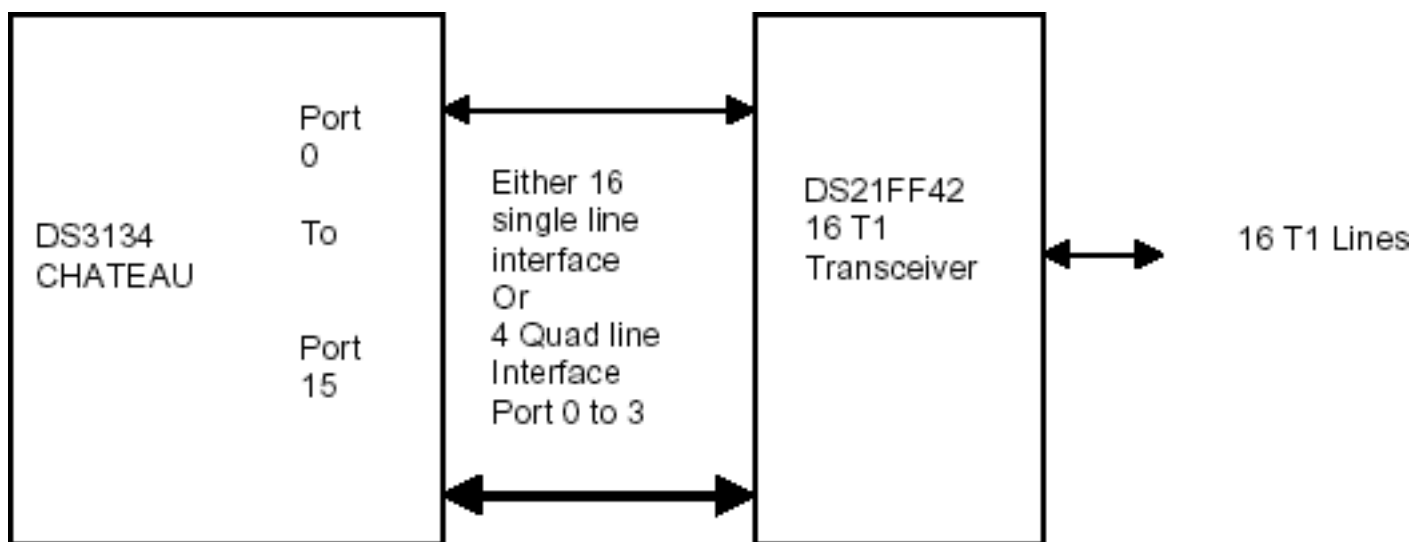 DS3134
CHATEAU
Port
0
To
Port
15
Either 16
single line
interface
Or
4 Quad line
Interface
Port 0 to 3
DS21FF42
16 T1
Transceiver
16 T1 Lines